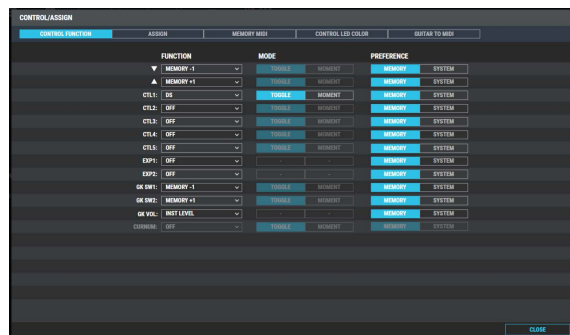 CONTROL/ASSIGN
CONTROL FUNCTION ASSIGN MEMORY MIDI CONTROL LED COLOR GUITAR TO MIDI
FUNCTION MODE PREFERENCE
▼ MEMORY -1 TOGGLE MOMENT MEMORY SYSTEM
▲ MEMORY +1 TOGGLE MOMENT MEMORY SYSTEM
CTL1: DS TOGGLE MOMENT MEMORY SYSTEM
CTL2: OFF TOGGLE MOMENT MEMORY SYSTEM
CTL3: OFF TOGGLE MOMENT MEMORY SYSTEM
CTL4: OFF TOGGLE MOMENT MEMORY SYSTEM
CTL5: OFF TOGGLE MOMENT MEMORY SYSTEM
EXP1: OFF - - MEMORY SYSTEM
EXP2: OFF - - MEMORY SYSTEM
GK SW1: MEMORY -1 TOGGLE MOMENT MEMORY SYSTEM
GK SW2: MEMORY +1 TOGGLE MOMENT MEMORY SYSTEM
GK VOL: INST LEVEL - - MEMORY SYSTEM
CURNUM: OFF TOGGLE MOMENT MEMORY SYSTEM
CLOSE